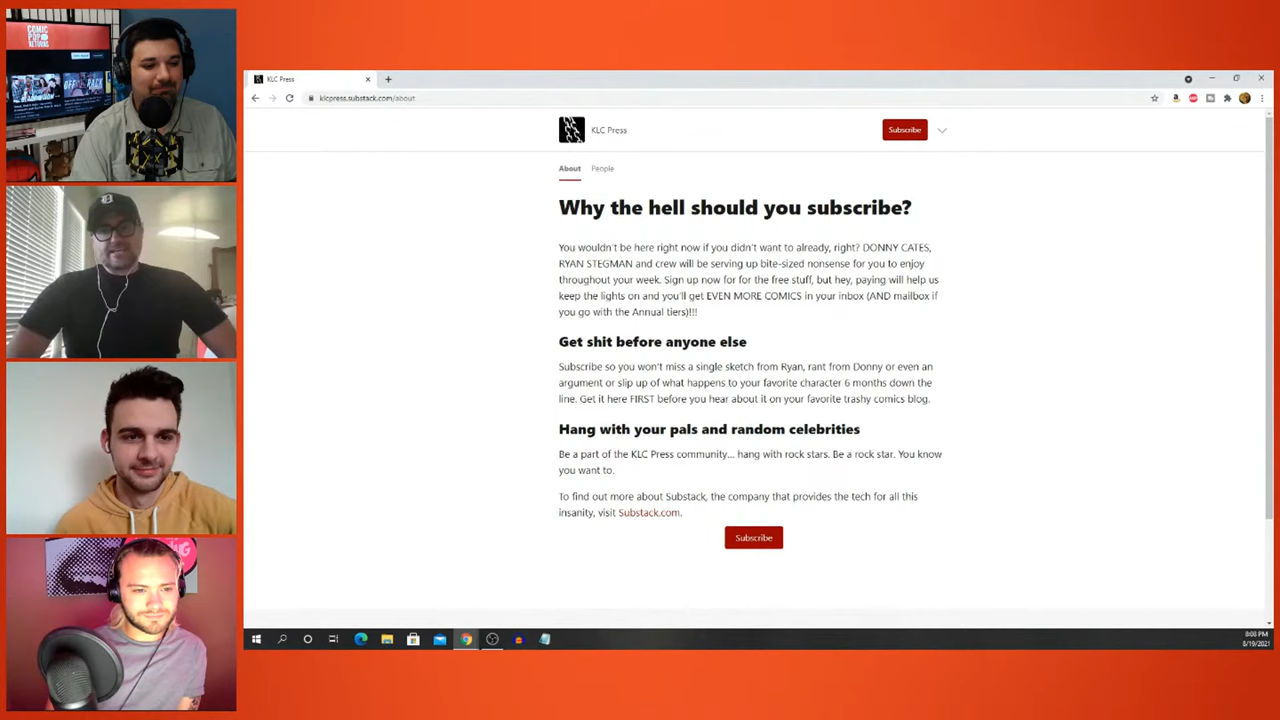 COMIC
POP
RETURNS
KLC Press
klcpress.substack.com/about
KLC Press
Subscribe
About People
Why the hell should you subscribe?
You wouldn't be here right now if you didn't want to already, right? DONNY CATES,
RYAN STEGMAN and crew will be serving up bite-sized nonsense for you to enjoy
throughout your week. Sign up now for for the free stuff, but hey, paying will help us
keep the lights on and you'll get EVEN MORE COMICS in your inbox (AND mailbox if
you go with the Annual tiers)!!!
Get shit before anyone else
Subscribe so you won't miss a single sketch from Ryan, rant from Donny or even an
argument or slip up of what happens to your favorite character 6 months down the
line. Get it here FIRST before you hear about it on your favorite trashy comics blog.
Hang with your pals and random celebrities
Be a part of the KLC Press community... hang with rock stars. Be a rock star. You know
you want to.
To find out more about Substack, the company that provides the tech for all this
insanity, visit Substack.com.
Subscribe
8:08 PM
8/19/2021